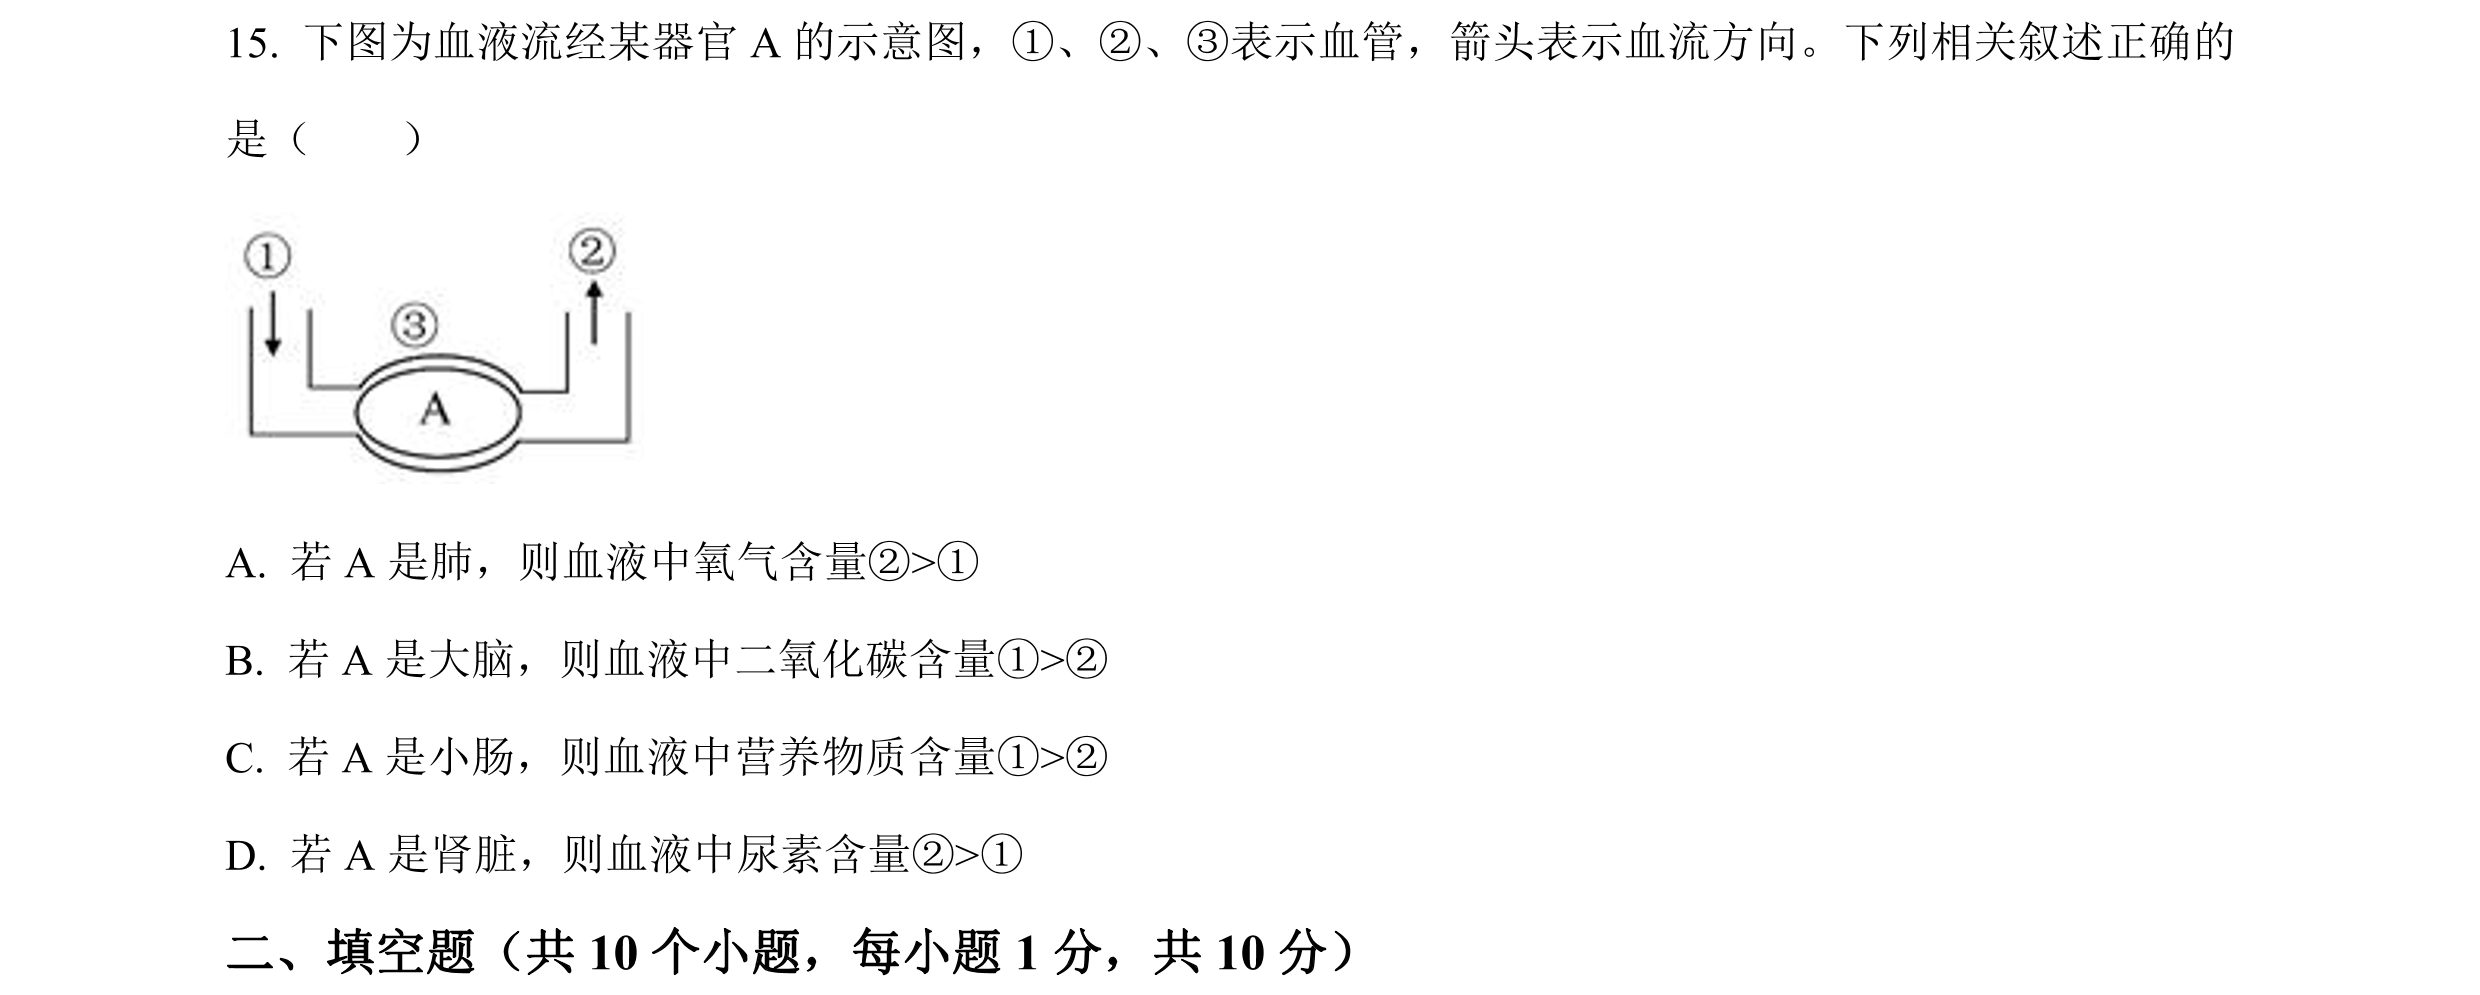 15. 下图为血液流经某器官 A 的示意图，①、②、③表示血管，箭头表示血流方向。下列相关叙述正确的
是（　　）
① ②
③
A
A. 若 A 是肺，则血液中氧气含量②>①
B. 若 A 是大脑，则血液中二氧化碳含量①>②
C. 若 A 是小肠，则血液中营养物质含量①>②
D. 若 A 是肾脏，则血液中尿素含量②>①
二、填空题（共 10 个小题，每小题 1 分，共 10 分）